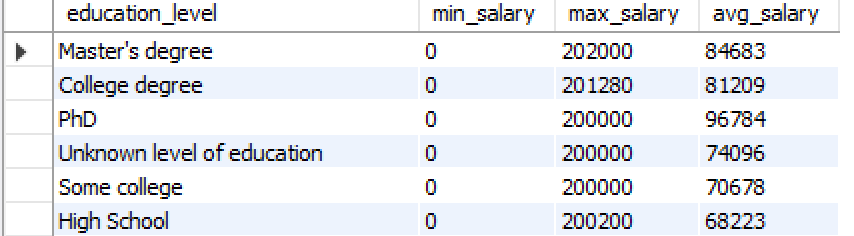 education_level min_salary max_salary avg_salary
Master's degree 0 202000 84683
College degree 0 201280 81209
PhD 0 200000 96784
Unknown level of education 0 200000 74096
Some college 0 200000 70678
High School 0 200200 68223